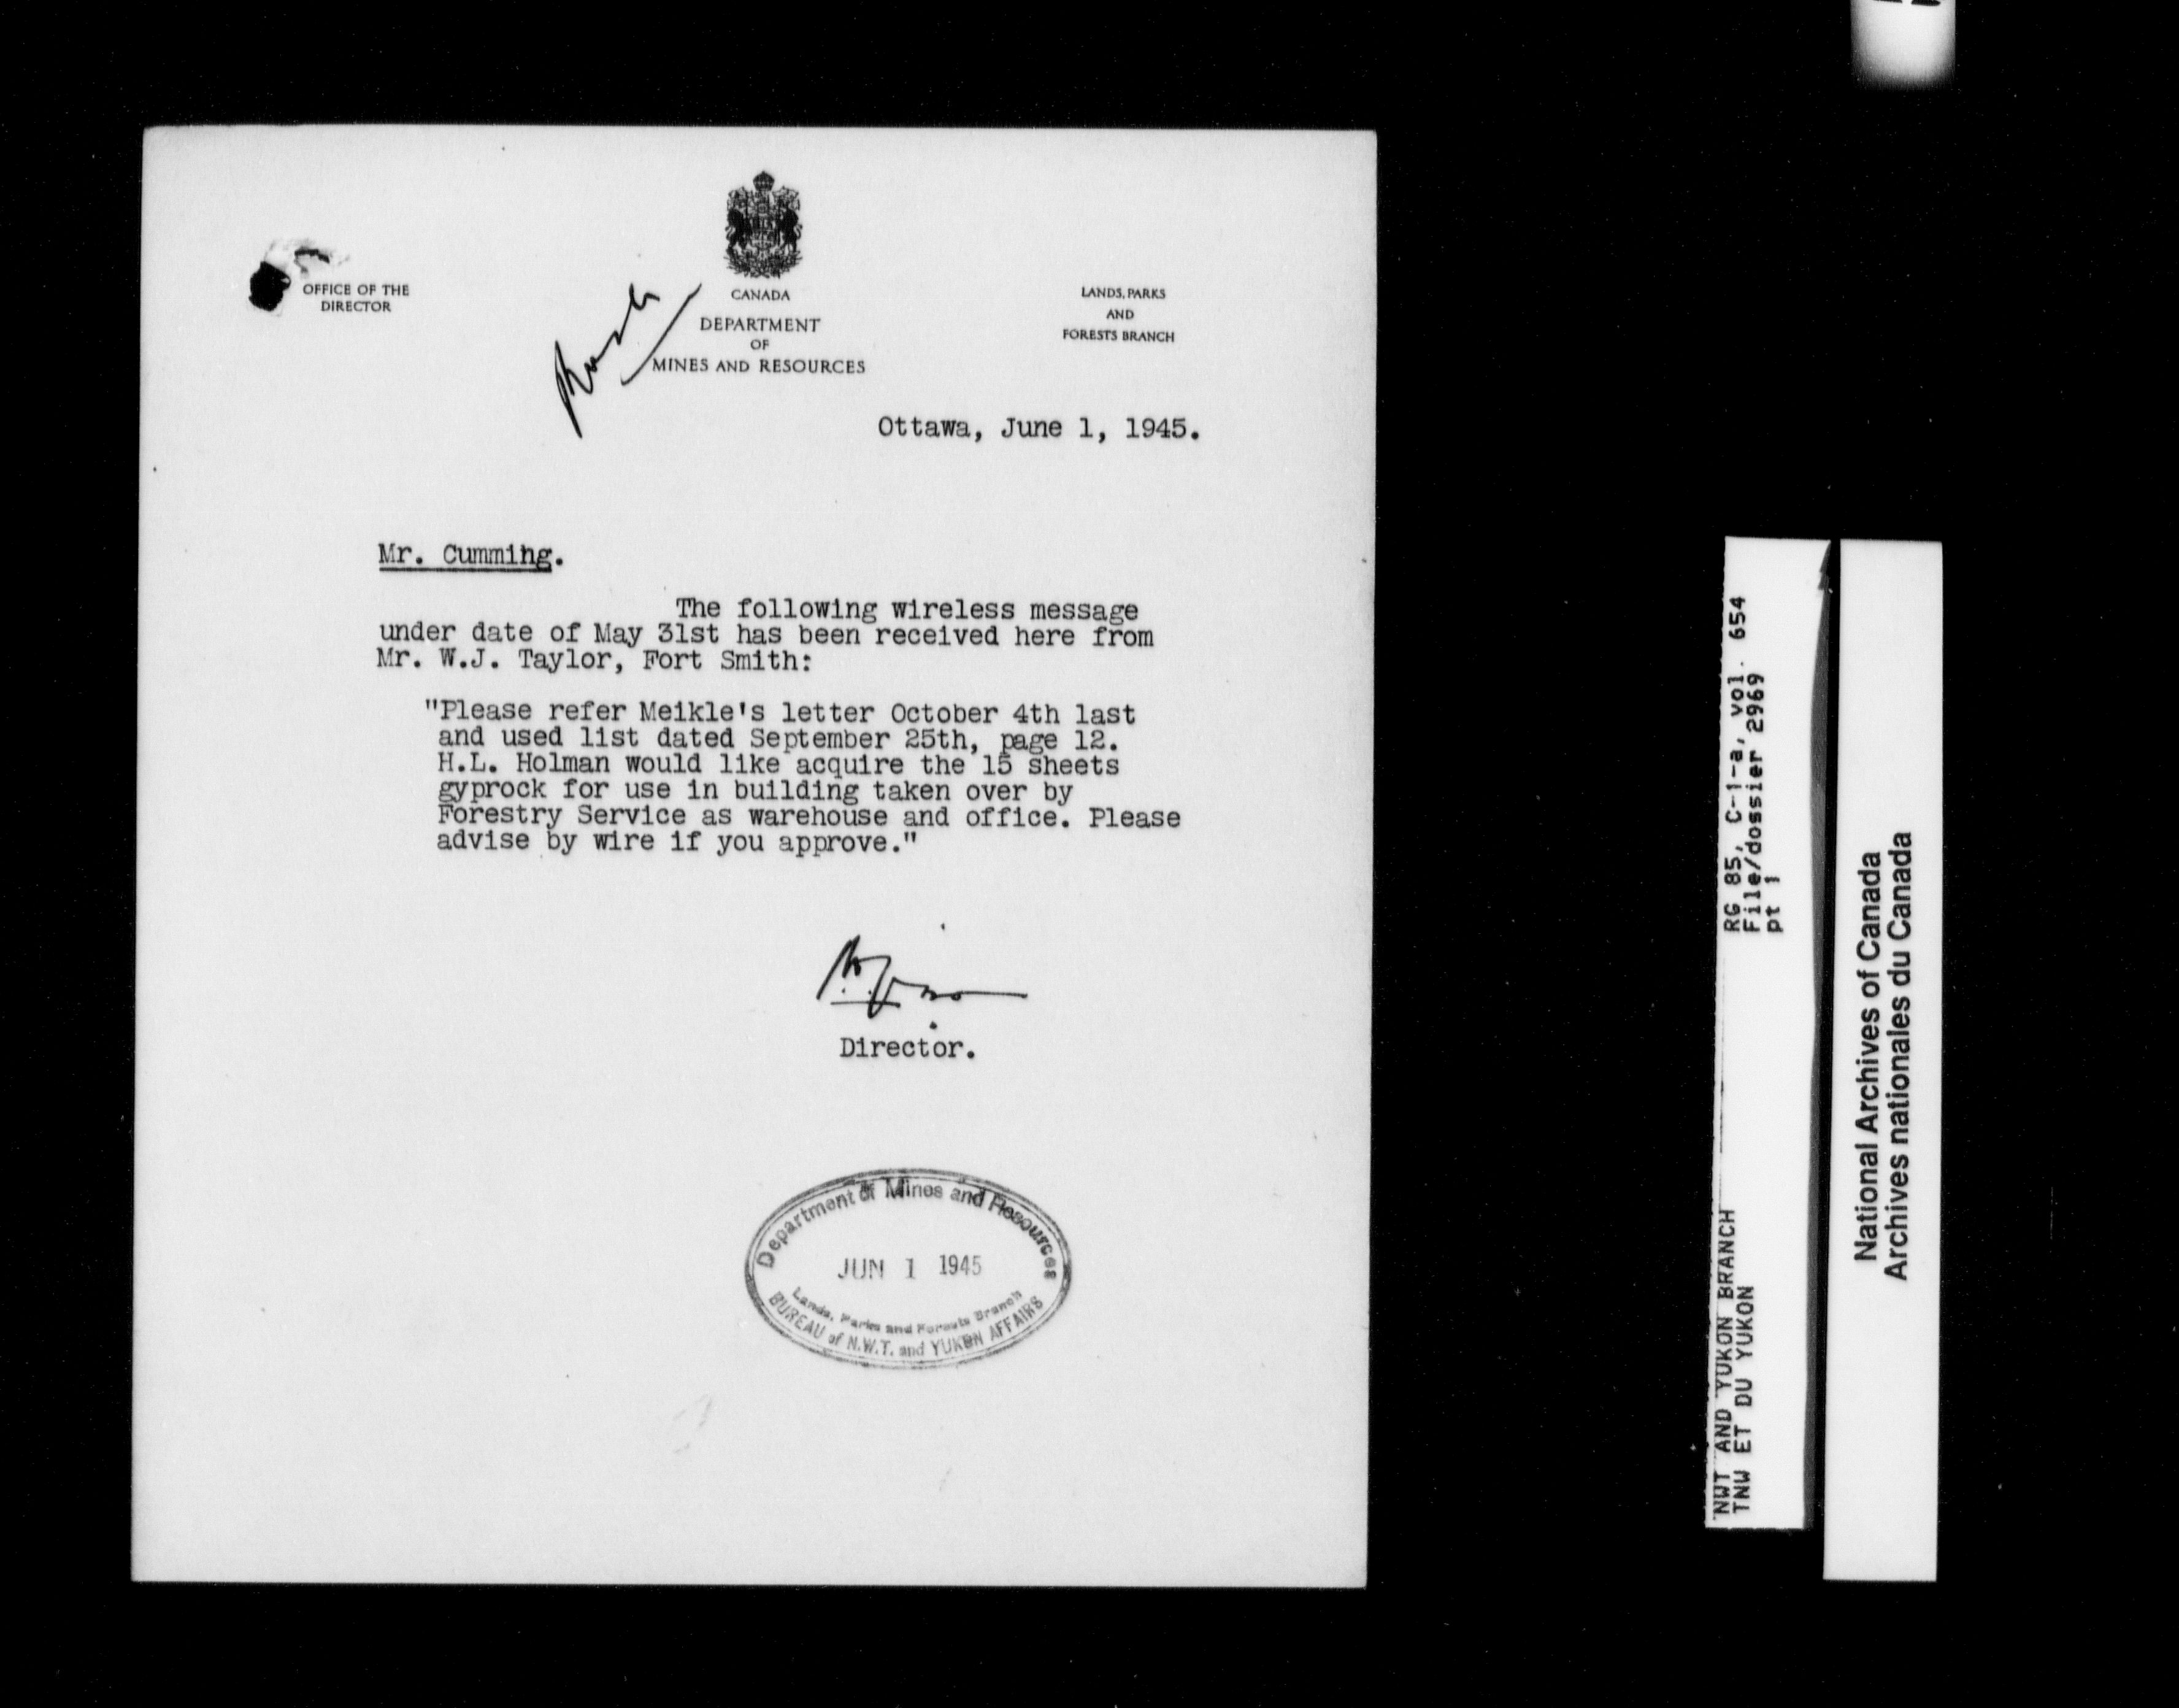 OFFICE OF THE
DIRECTOR
CANADA
DEPARTMENT
OF
MINES AND RESOURCES
LANDS, PARKS
AND
FORESTS BRANCH
Ottawa, June 1, 1945.
Mr. Cumming.
The following wireless message
under date of May 31st has been received here from
Mr. W.J. Taylor, Fort Smith:
"Please refer Meikle's letter October 4th last
and used list dated September 25th, page 12.
H.L. Holman would like acquire the 15 sheets
gyprock for use in building taken over by
Forestry Service as warehouse and office. Please
advise by wire if you approve."
Director.
Department of Mines and Resources
JUN 1 1945
Lands, Parks and Forests Branch
BUREAU of N.W.T. and YUKON AFFAIRS
RG 85, C-1-a, vol. 654
File/dossier 2969
pt 1
NWT AND YUKON BRANCH
TNW ET DU YUKON
National Archives of Canada
Archives nationales du Canada